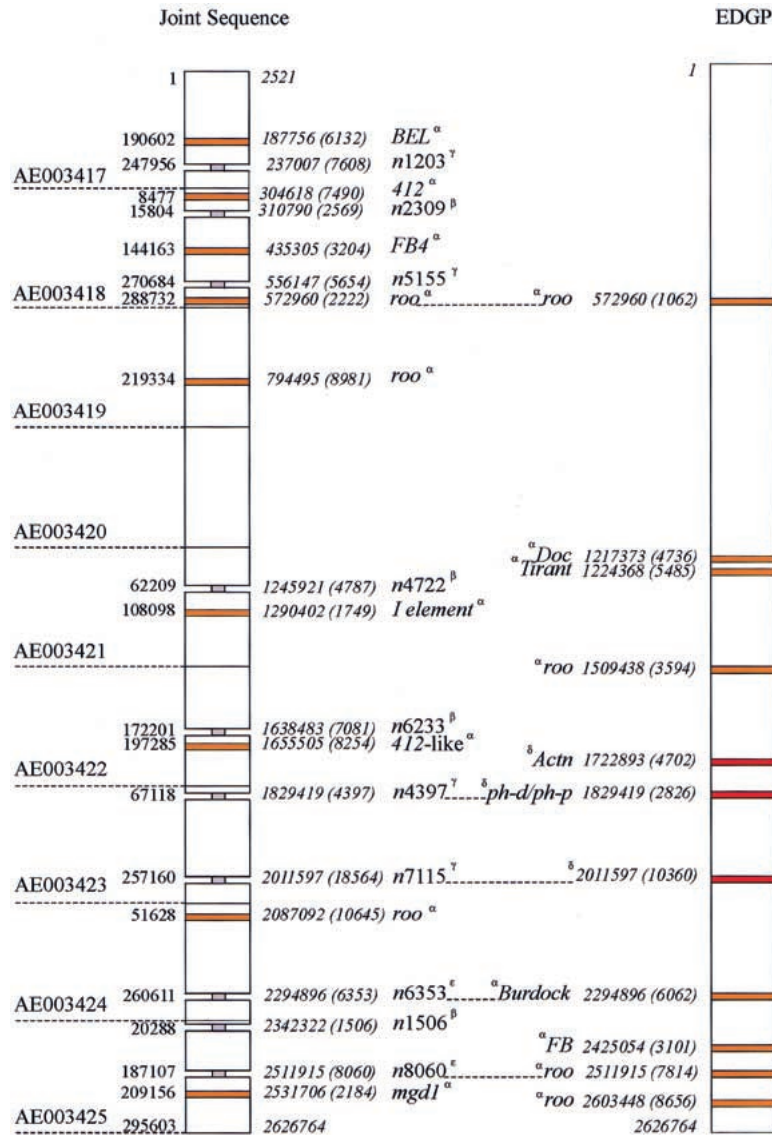 Joint Sequence EDGP
1 2521 1
190602 187756 (6132) BEL α
247956 237007 (7608) n1203 γ
AE003417
8477 304618 (7490) 412 α
15804 310790 (2569) n2309 β
144163 435305 (3204) FB4 α
270684 556147 (5654) n5155 γ
AE003418
288732 572960 (2222) roo α α roo 572960 (1062)
219334 794495 (8981) roo α
AE003419
AE003420
α Doc 1217373 (4736)
α Tirant 1224368 (5485)
62209 1245921 (4787) n4722 β
108098 1290402 (1749) I element α
AE003421
α roo 1509438 (3594)
172201 1638483 (7081) n6233 β
197285 1655505 (8254) 412-like α
δ Actn 1722893 (4702)
AE003422
67118 1829419 (4397) n4397 γ δ ph-d/ph-p 1829419 (2826)
257160 2011597 (18564) n7115 γ δ 2011597 (10360)
AE003423
51628 2087092 (10645) roo α
260611 2294896 (6353) n6353 ε α Burdock 2294896 (6062)
AE003424
20288 2342322 (1506) n1506 β
α FB 2425054 (3101)
187107 2511915 (8060) n8060 ε α roo 2511915 (7814)
209156 2531706 (2184) mgd1 α
α roo 2603448 (8656)
AE003425
295603 2626764 2626764